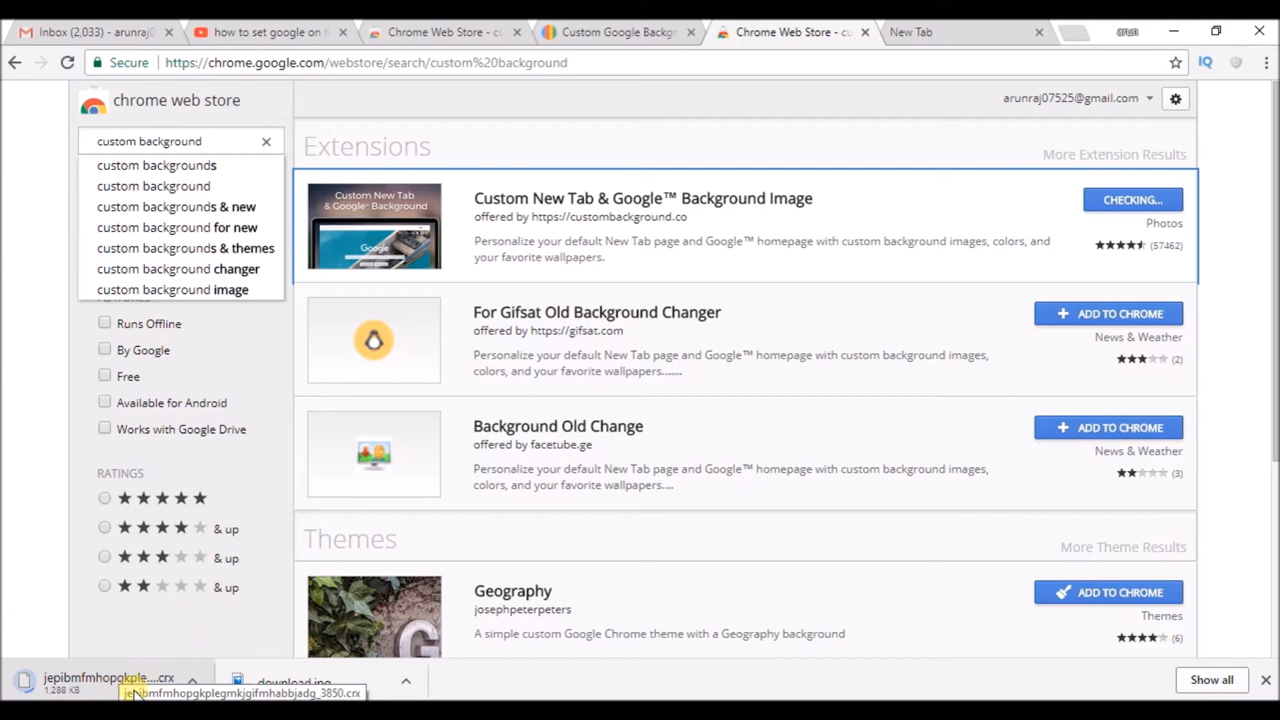 Inbox (2,033) - arunraj
how to set google on h
Chrome Web Store - cu
Custom Google Backg
Chrome Web Store - cu
New Tab
arun
Secure
https://chrome.google.com/webstore/search/custom%20background
chrome web store
arunraj07525@gmail.com
custom background
custom backgrounds
custom background
custom backgrounds & new
custom background for new
custom backgrounds & themes
custom background changer
custom background image
Runs Offline
By Google
Free
Available for Android
Works with Google Drive
RATINGS
& up
& up
& up
Extensions
More Extension Results
Custom New Tab
& Google™ Background
Google
Custom New Tab & Google™ Background Image
offered by https://custombackground.co
Personalize your default New Tab page and Google™ homepage with custom background images, colors, and
your favorite wallpapers.
CHECKING...
Photos
(57462)
For Gifsat Old Background Changer
offered by https://gifsat.com
Personalize your default New Tab page and Google™ homepage with custom background images,
colors, and your favorite wallpapers.......
ADD TO CHROME
News & Weather
(2)
Background Old Change
offered by facetube.ge
Personalize your default New Tab page and Google™ homepage with custom background images,
colors, and your favorite wallpapers....
ADD TO CHROME
News & Weather
(3)
Themes
More Theme Results
G
Geography
josephpeterpeters
A simple custom Google Chrome theme with a Geography background
ADD TO CHROME
Themes
(6)
jepibmfmhopgkple....crx
1,288 KB
jepibmfmhopgkplegmkjgifmhabbjadg_3850.crx
download.jpg
Show all